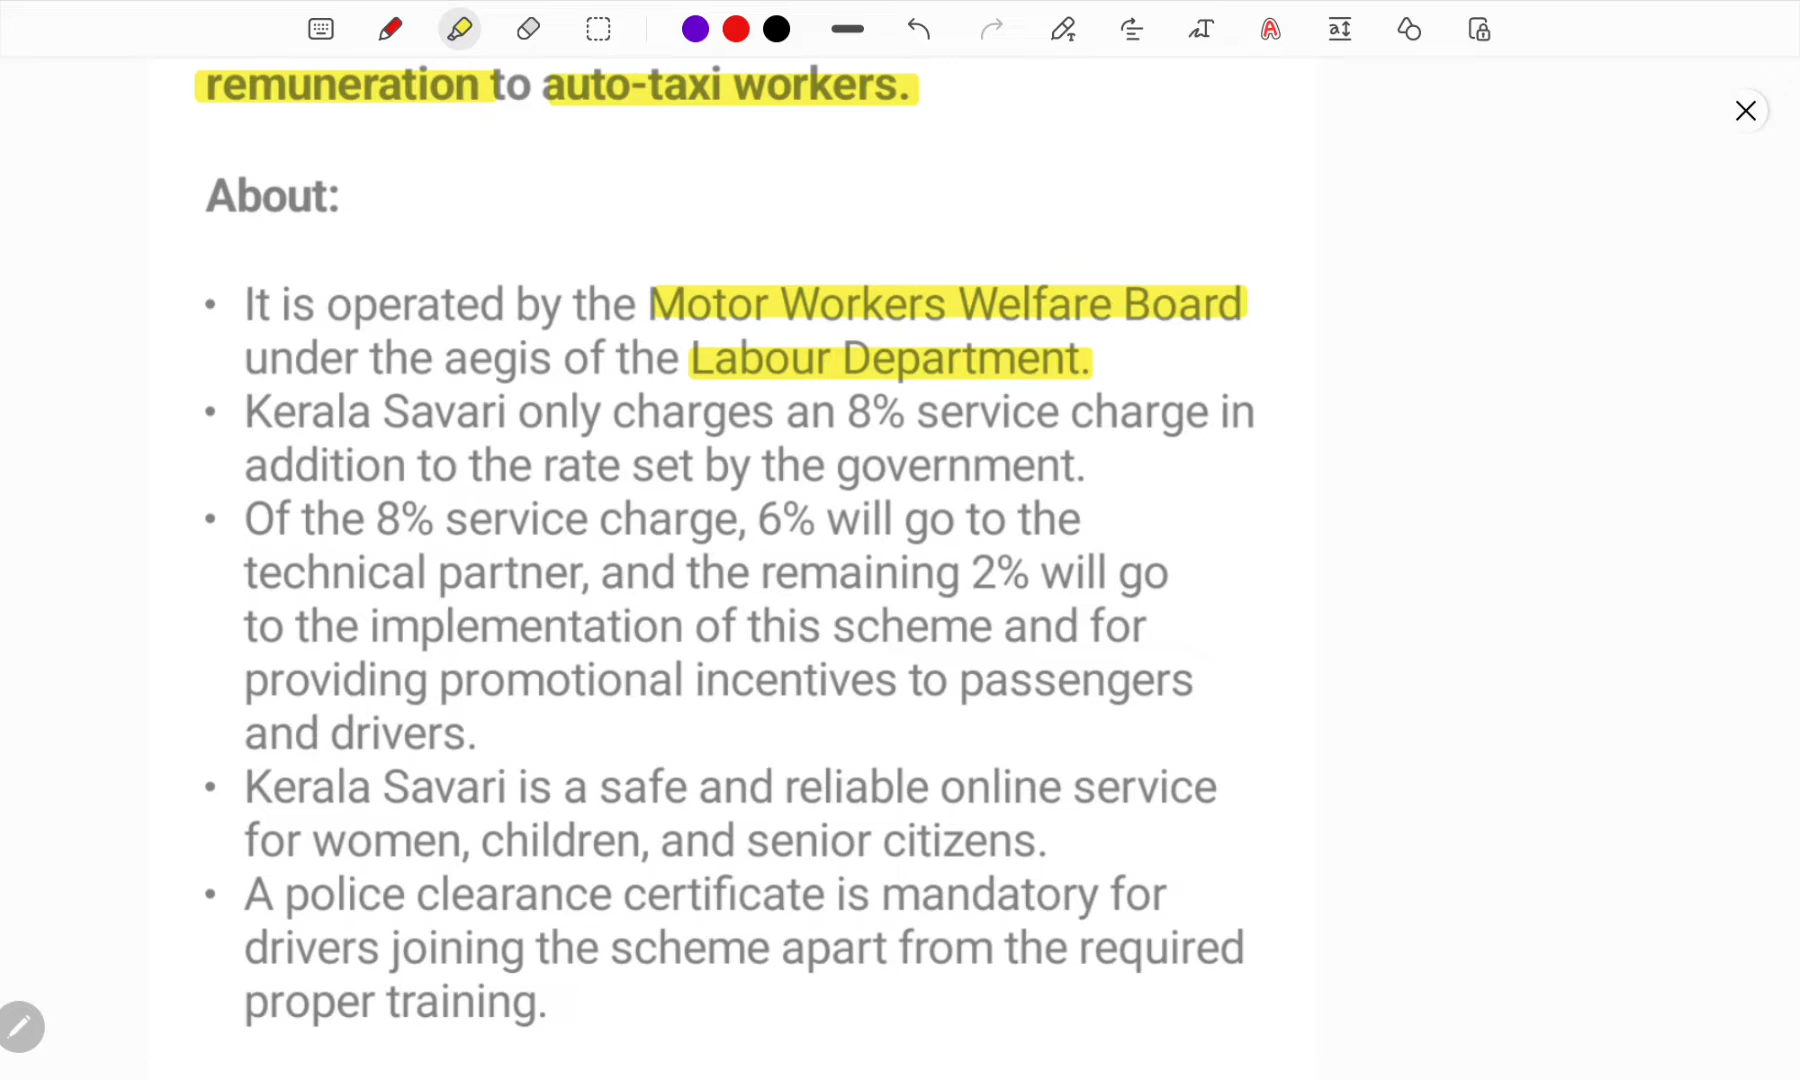 remuneration to auto-taxi workers.
About:
• It is operated by the Motor Workers Welfare Board
under the aegis of the Labour Department.
• Kerala Savari only charges an 8% service charge in
addition to the rate set by the government.
• Of the 8% service charge, 6% will go to the
technical partner, and the remaining 2% will go
to the implementation of this scheme and for
providing promotional incentives to passengers
and drivers.
• Kerala Savari is a safe and reliable online service
for women, children, and senior citizens.
• A police clearance certificate is mandatory for
drivers joining the scheme apart from the required
proper training.